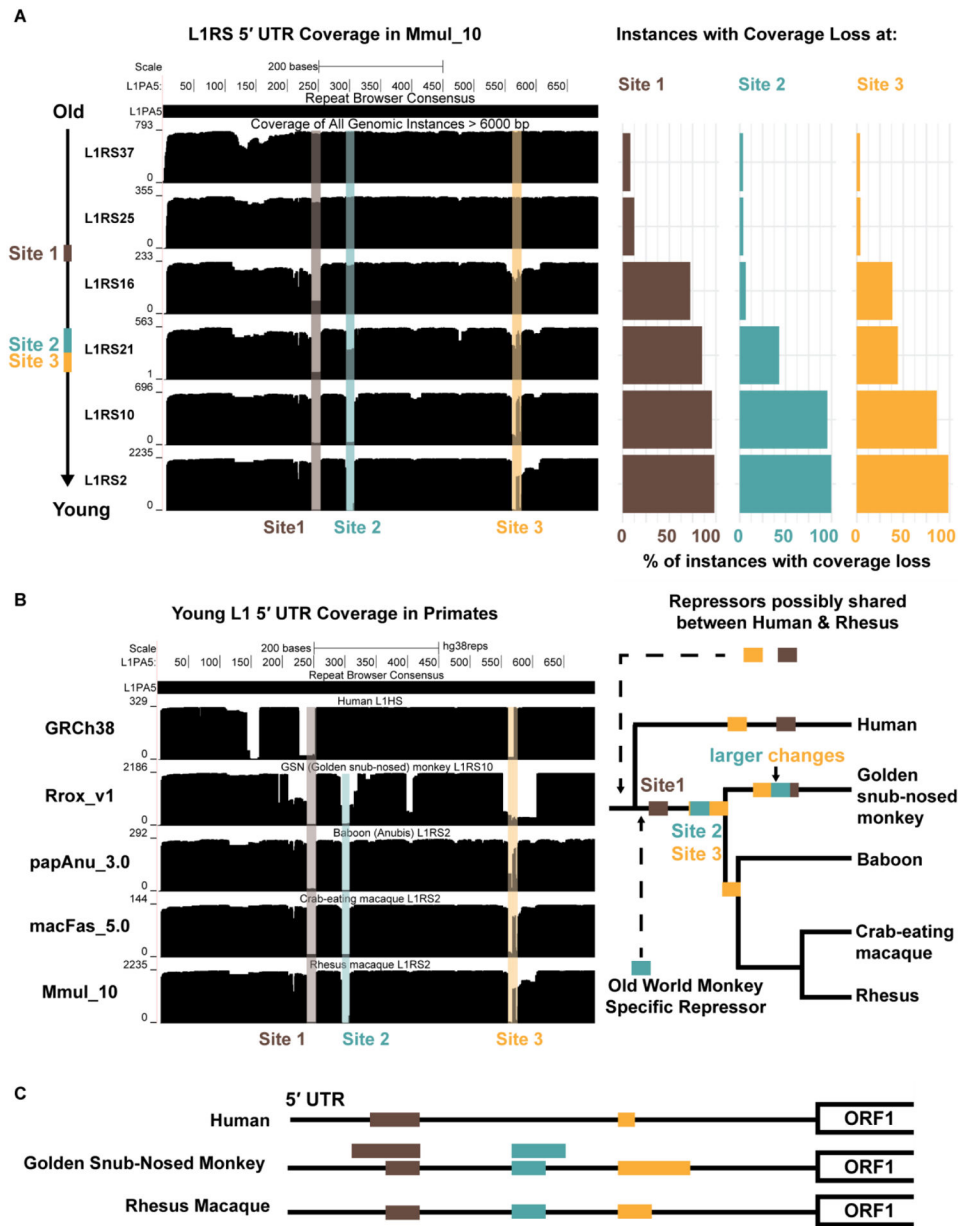 A
L1RS 5′ UTR Coverage in Mmul_10
Instances with Coverage Loss at:
Scale
200 bases
L1PA5:
50| 100| 150| 200| 250| 300| 350| 400| 450| 500| 550| 600| 650|
Repeat Browser Consensus
L1PA5
Coverage of All Genomic Instances > 6000 bp
Site 1
Site 2
Site 3
Old
793
L1RS37
0
355
L1RS25
0
Site 1
233
L1RS16
0
563
Site 2
L1RS21
Site 3
1
696
L1RS10
0
2235
L1RS2
0
Young
Site1
Site 2
Site 3
0 50 100
0 50 100
0 50 100
% of instances with coverage loss
B
Young L1 5′ UTR Coverage in Primates
Repressors possibly shared
between Human & Rhesus
Scale
200 bases
hg38reps
L1PA5:
50| 100| 150| 200| 250| 300| 350| 400| 450| 500| 550| 600| 650|
Repeat Browser Consensus
L1PA5
Human L1HS
329
GRCh38
0
GSN (Golden snub-nosed) monkey L1RS10
2186
Rrox_v1
0
Baboon (Anubis) L1RS2
292
papAnu_3.0
0
Crab-eating macaque L1RS2
144
macFas_5.0
0
Rhesus macaque L1RS2
2235
Mmul_10
0
Site 1
Site 2
Site 3
Human
larger changes
Site1
Golden
snub-nosed
monkey
Site 2
Site 3
Baboon
Crab-eating
macaque
Rhesus
Old World Monkey
Specific Repressor
C
5′ UTR
Human
ORF1
Golden Snub-Nosed Monkey
ORF1
Rhesus Macaque
ORF1